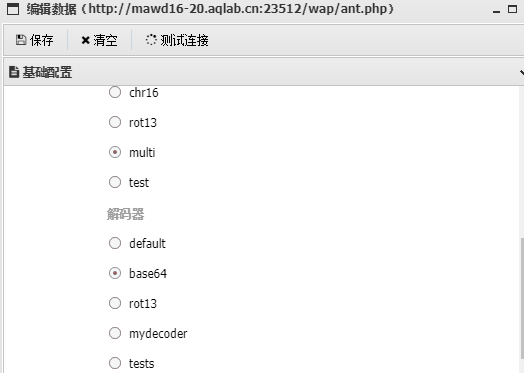 编辑数据 (http://mawd16-20.aqlab.cn:23512/wap/ant.php)
保存 清空 测试连接
基础配置
chr16
rot13
multi
test
解码器
default
base64
rot13
mydecoder
tests